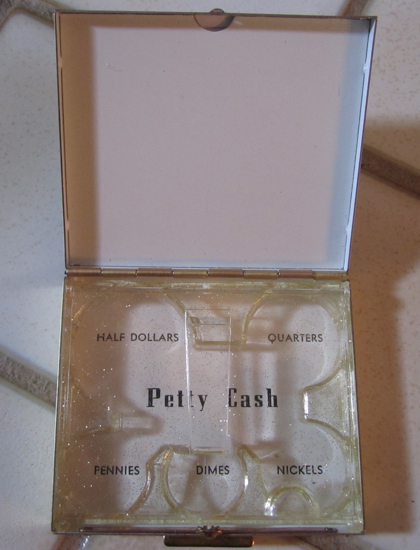 HALF DOLLARS QUARTERS
Petty Cash
PENNIES DIMES NICKELS